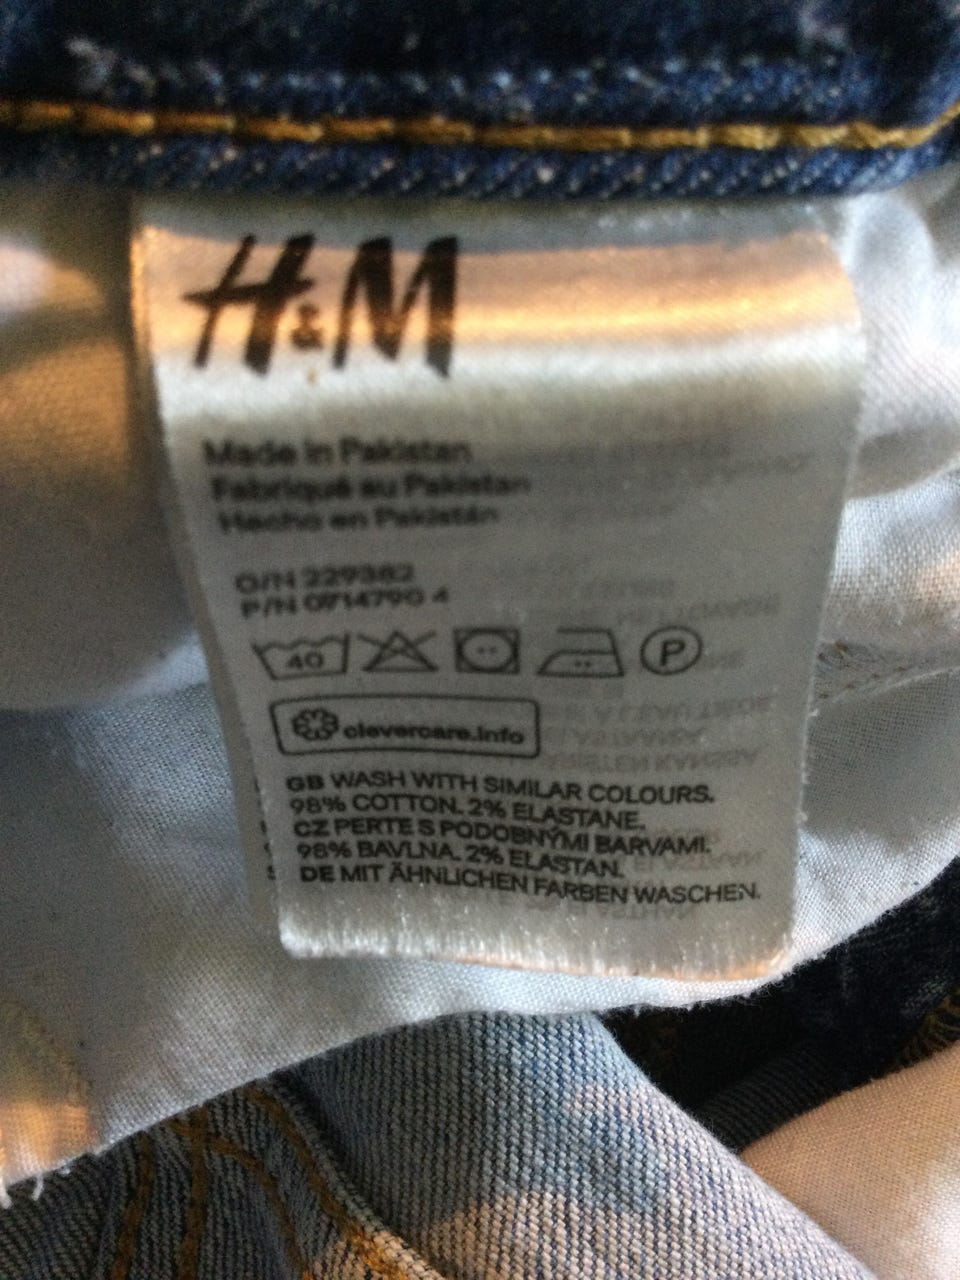 H&M
Made in Pakistan
Fabriqué au Pakistan
Hecho en Pakistán
O/N 229382
P/N 0714790 4
40 P
clevercare.info
GB WASH WITH SIMILAR COLOURS.
98% COTTON. 2% ELASTANE.
CZ PERTE S PODOBNÝMI BARVAMI.
98% BAVLNA. 2% ELASTAN.
DE MIT ÄHNLICHEN FARBEN WASCHEN.